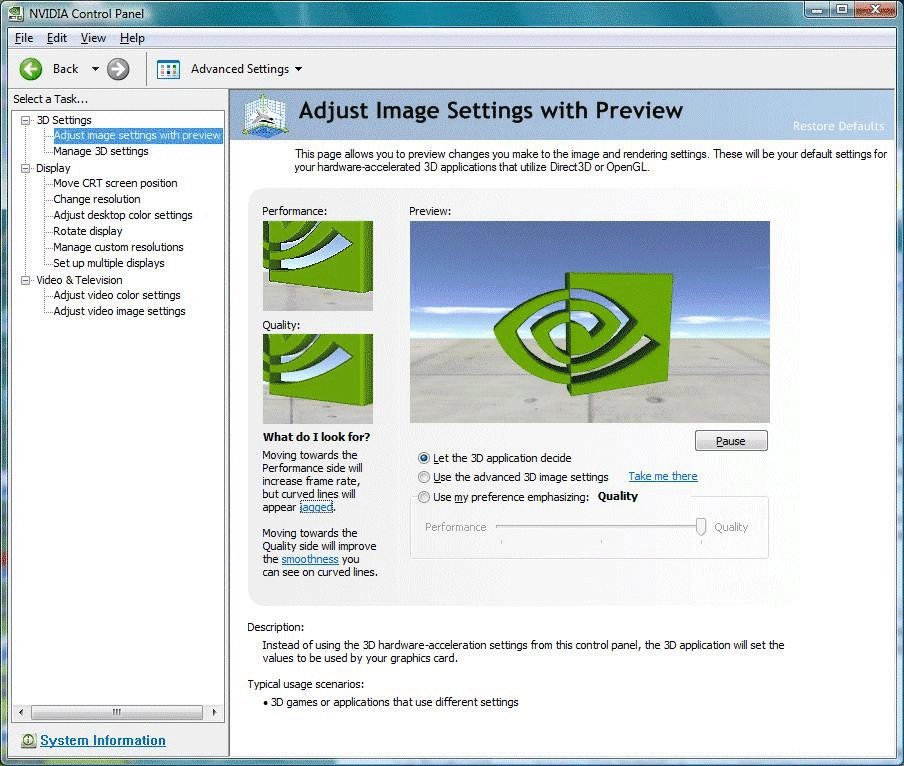 NVIDIA Control Panel
File Edit View Help
Back Advanced Settings
Select a Task...
3D Settings
Adjust image settings with preview
Manage 3D settings
Display
Move CRT screen position
Change resolution
Adjust desktop color settings
Rotate display
Manage custom resolutions
Set up multiple displays
Video & Television
Adjust video color settings
Adjust video image settings
System Information
Adjust Image Settings with Preview
Restore Defaults
This page allows you to preview changes you make to the image and rendering settings. These will be your default settings for
your hardware-accelerated 3D applications that utilize Direct3D or OpenGL.
Performance:
Quality:
What do I look for?
Moving towards the
Performance side will
increase frame rate,
but curved lines will
appear jagged.
Moving towards the
Quality side will improve
the smoothness you
can see on curved lines.
Preview:
Pause
Let the 3D application decide
Use the advanced 3D image settings Take me there
Use my preference emphasizing: Quality
Performance Quality
Description:
Instead of using the 3D hardware-acceleration settings from this control panel, the 3D application will set the
values to be used by your graphics card.
Typical usage scenarios:
• 3D games or applications that use different settings